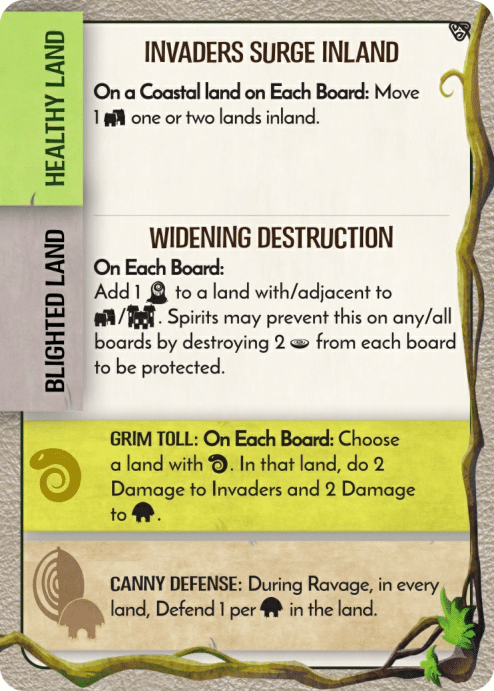 HEALTHY LAND
INVADERS SURGE INLAND
On a Coastal land on Each Board: Move
1 one or two lands inland.
BLIGHTED LAND
WIDENING DESTRUCTION
On Each Board:
Add 1 to a land with/adjacent to
/ . Spirits may prevent this on any/all
boards by destroying 2 from each board
to be protected.
GRIM TOLL: On Each Board: Choose
a land with . In that land, do 2
Damage to Invaders and 2 Damage
to .
CANNY DEFENSE: During Ravage, in every
land, Defend 1 per in the land.